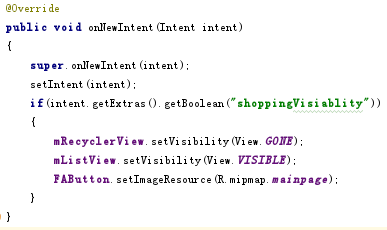 @Override
public void onNewIntent(Intent intent)
{
super.onNewIntent(intent);
setIntent(intent);
if(intent.getExtras().getBoolean("shoppingVisiablity"))
{
mRecyclerView.setVisibility(View.GONE);
mListView.setVisibility(View.VISIBLE);
FAButton.setImageResource(R.mipmap.mainpage);
}
}